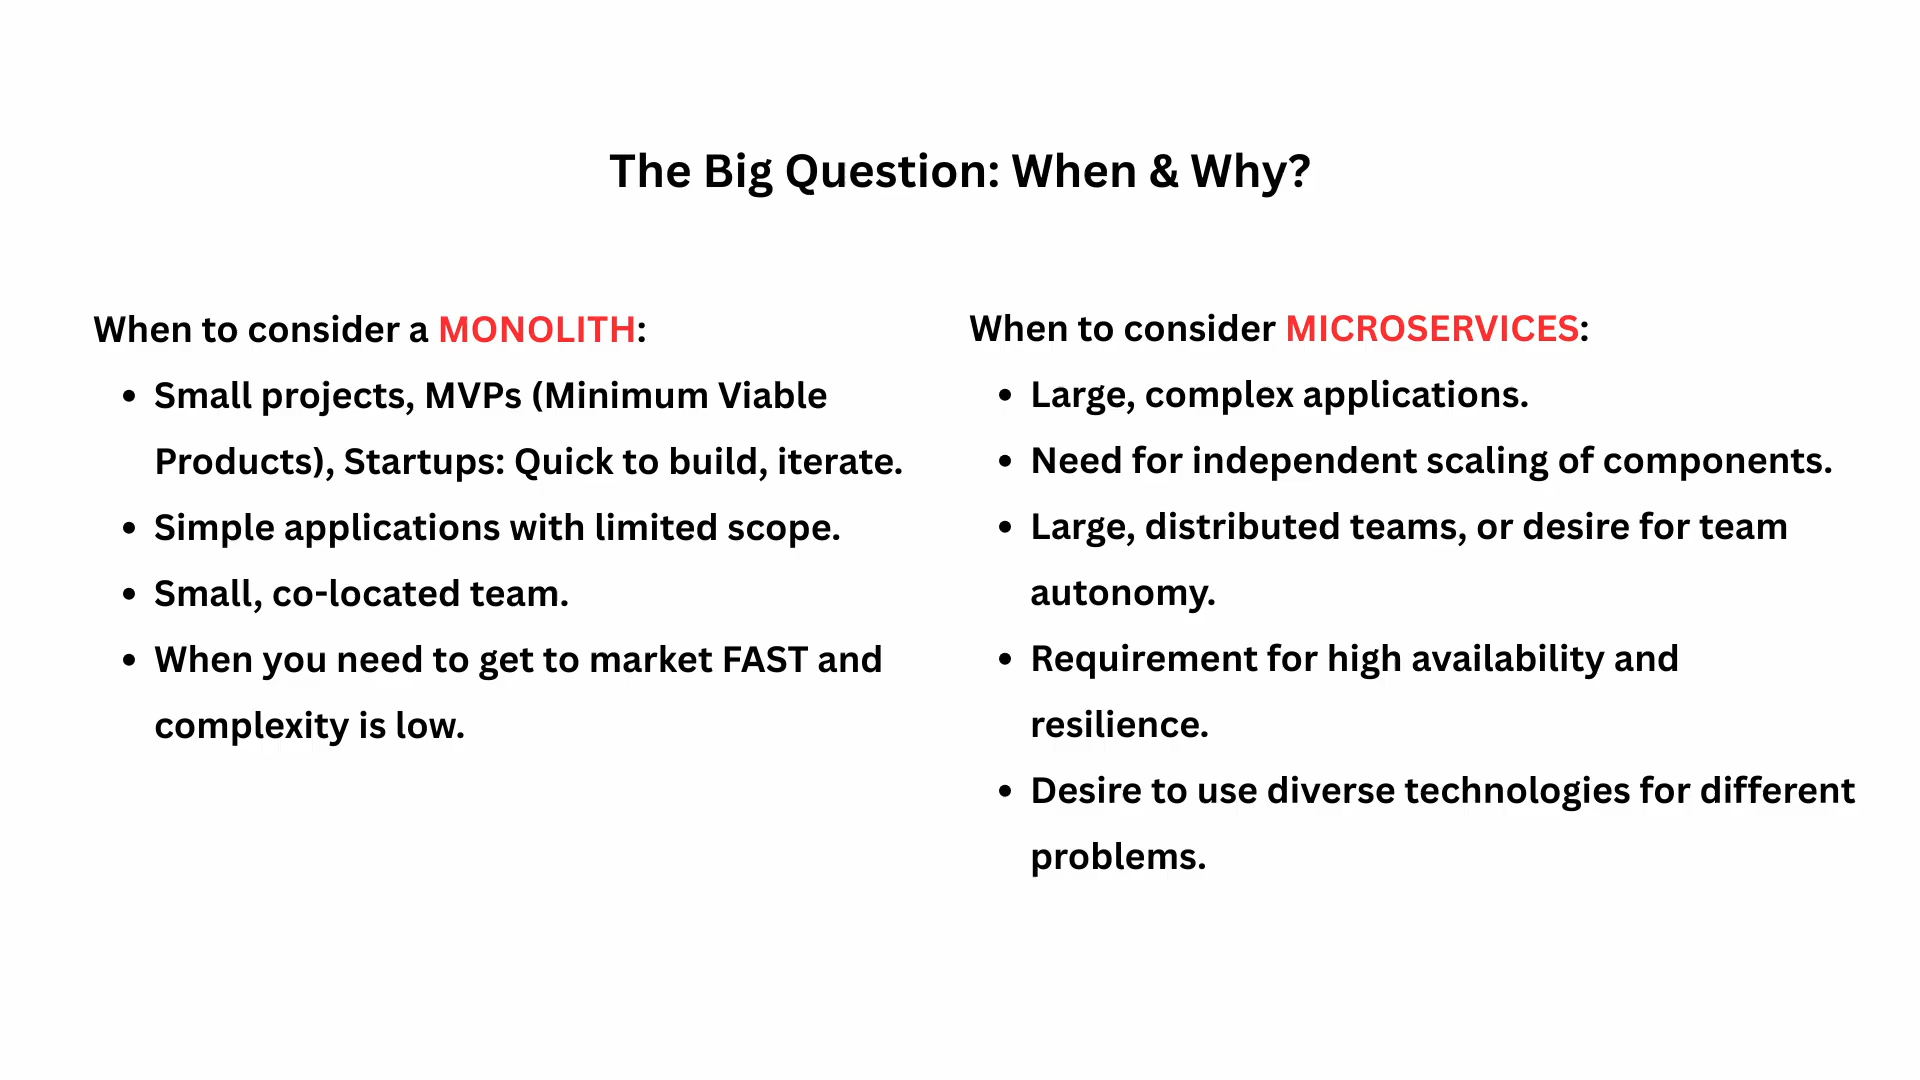 The Big Question: When & Why?
When to consider a MONOLITH:
• Small projects, MVPs (Minimum Viable
Products), Startups: Quick to build, iterate.
• Simple applications with limited scope.
• Small, co-located team.
• When you need to get to market FAST and
complexity is low.
When to consider MICROSERVICES:
• Large, complex applications.
• Need for independent scaling of components.
• Large, distributed teams, or desire for team
autonomy.
• Requirement for high availability and
resilience.
• Desire to use diverse technologies for different
problems.